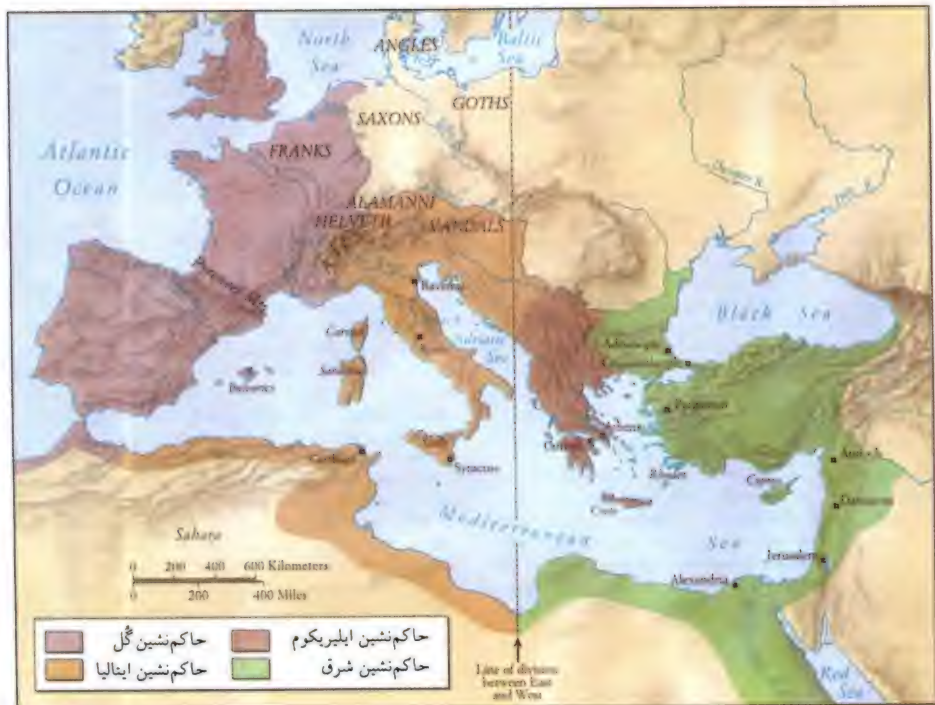 North
Sea
ANGLES
Baltic
Sea
GOTHS
SAXONS
Atlantic
Ocean
FRANKS
ALAMANNI
HELVETII
VANDALS
Dnieper R.
Ravenna
Black Sea
Adriatic
Sea
Sardinia
Balearics
Pergamum
Athens
Carthage
Syracuse
Rhodes
Cyprus
Crete
Damascus
Mediterranean Sea
Sahara
Jerusalem
Alexandria
0 200 400 600 Kilometers
0 200 400 Miles
Red
Sea
حاکم‌نشین گُل
حاکم‌نشین ایلیریکوم
حاکم‌نشین ایتالیا
حاکم‌نشین شرق
Line of division
between East
and West